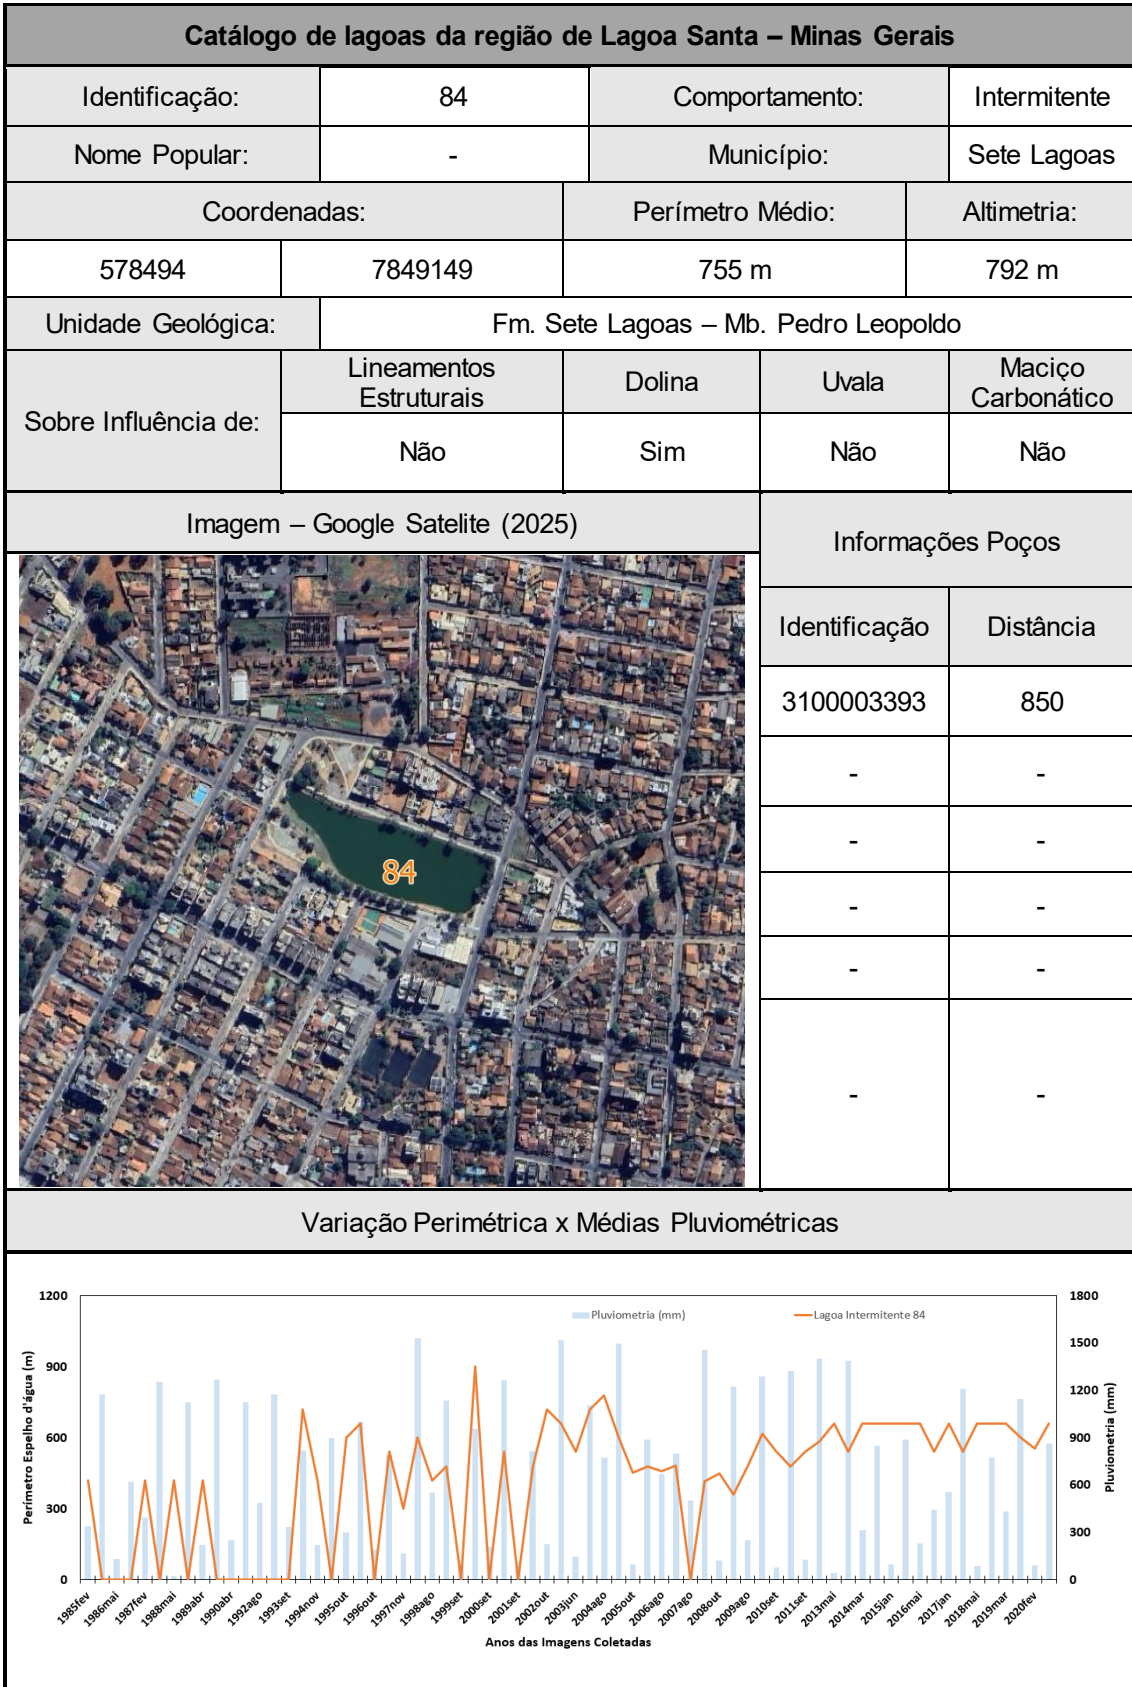 Catálogo de lagoas da região de Lagoa Santa – Minas Gerais
Identificação: 84 Comportamento: Intermitente
Nome Popular: - Município: Sete Lagoas
Coordenadas: Perímetro Médio: Altimetria:
578494 7849149 755 m 792 m
Unidade Geológica: Fm. Sete Lagoas – Mb. Pedro Leopoldo
Sobre Influência de:
Lineamentos
Estruturais
Dolina
Uvala
Maciço
Carbonático
Não Sim Não Não
Imagem – Google Satelite (2025)
84
Informações Poços
Identificação Distância
3100003393 850
- -
- -
- -
- -
- -
Variação Perimétrica x Médias Pluviométricas
Pluviometria (mm) Lagoa Intermitente 84
Perímetro Espelho d'água (m)
1200
900
600
300
0
1800
1500
1200
900
600
300
0
Pluviometria (mm)
1985fev 1986mai 1987fev 1988mai 1989abr 1990abr 1992ago 1993set 1994nov 1995out 1996out 1997nov 1998ago 1999set 2000set 2001set 2002out 2003jun 2004ago 2005out 2006ago 2007ago 2008out 2009ago 2010set 2011set 2013mai 2014mar 2015jan 2016mai 2017jan 2018mai 2019mar 2020fev
Anos das Imagens Coletadas